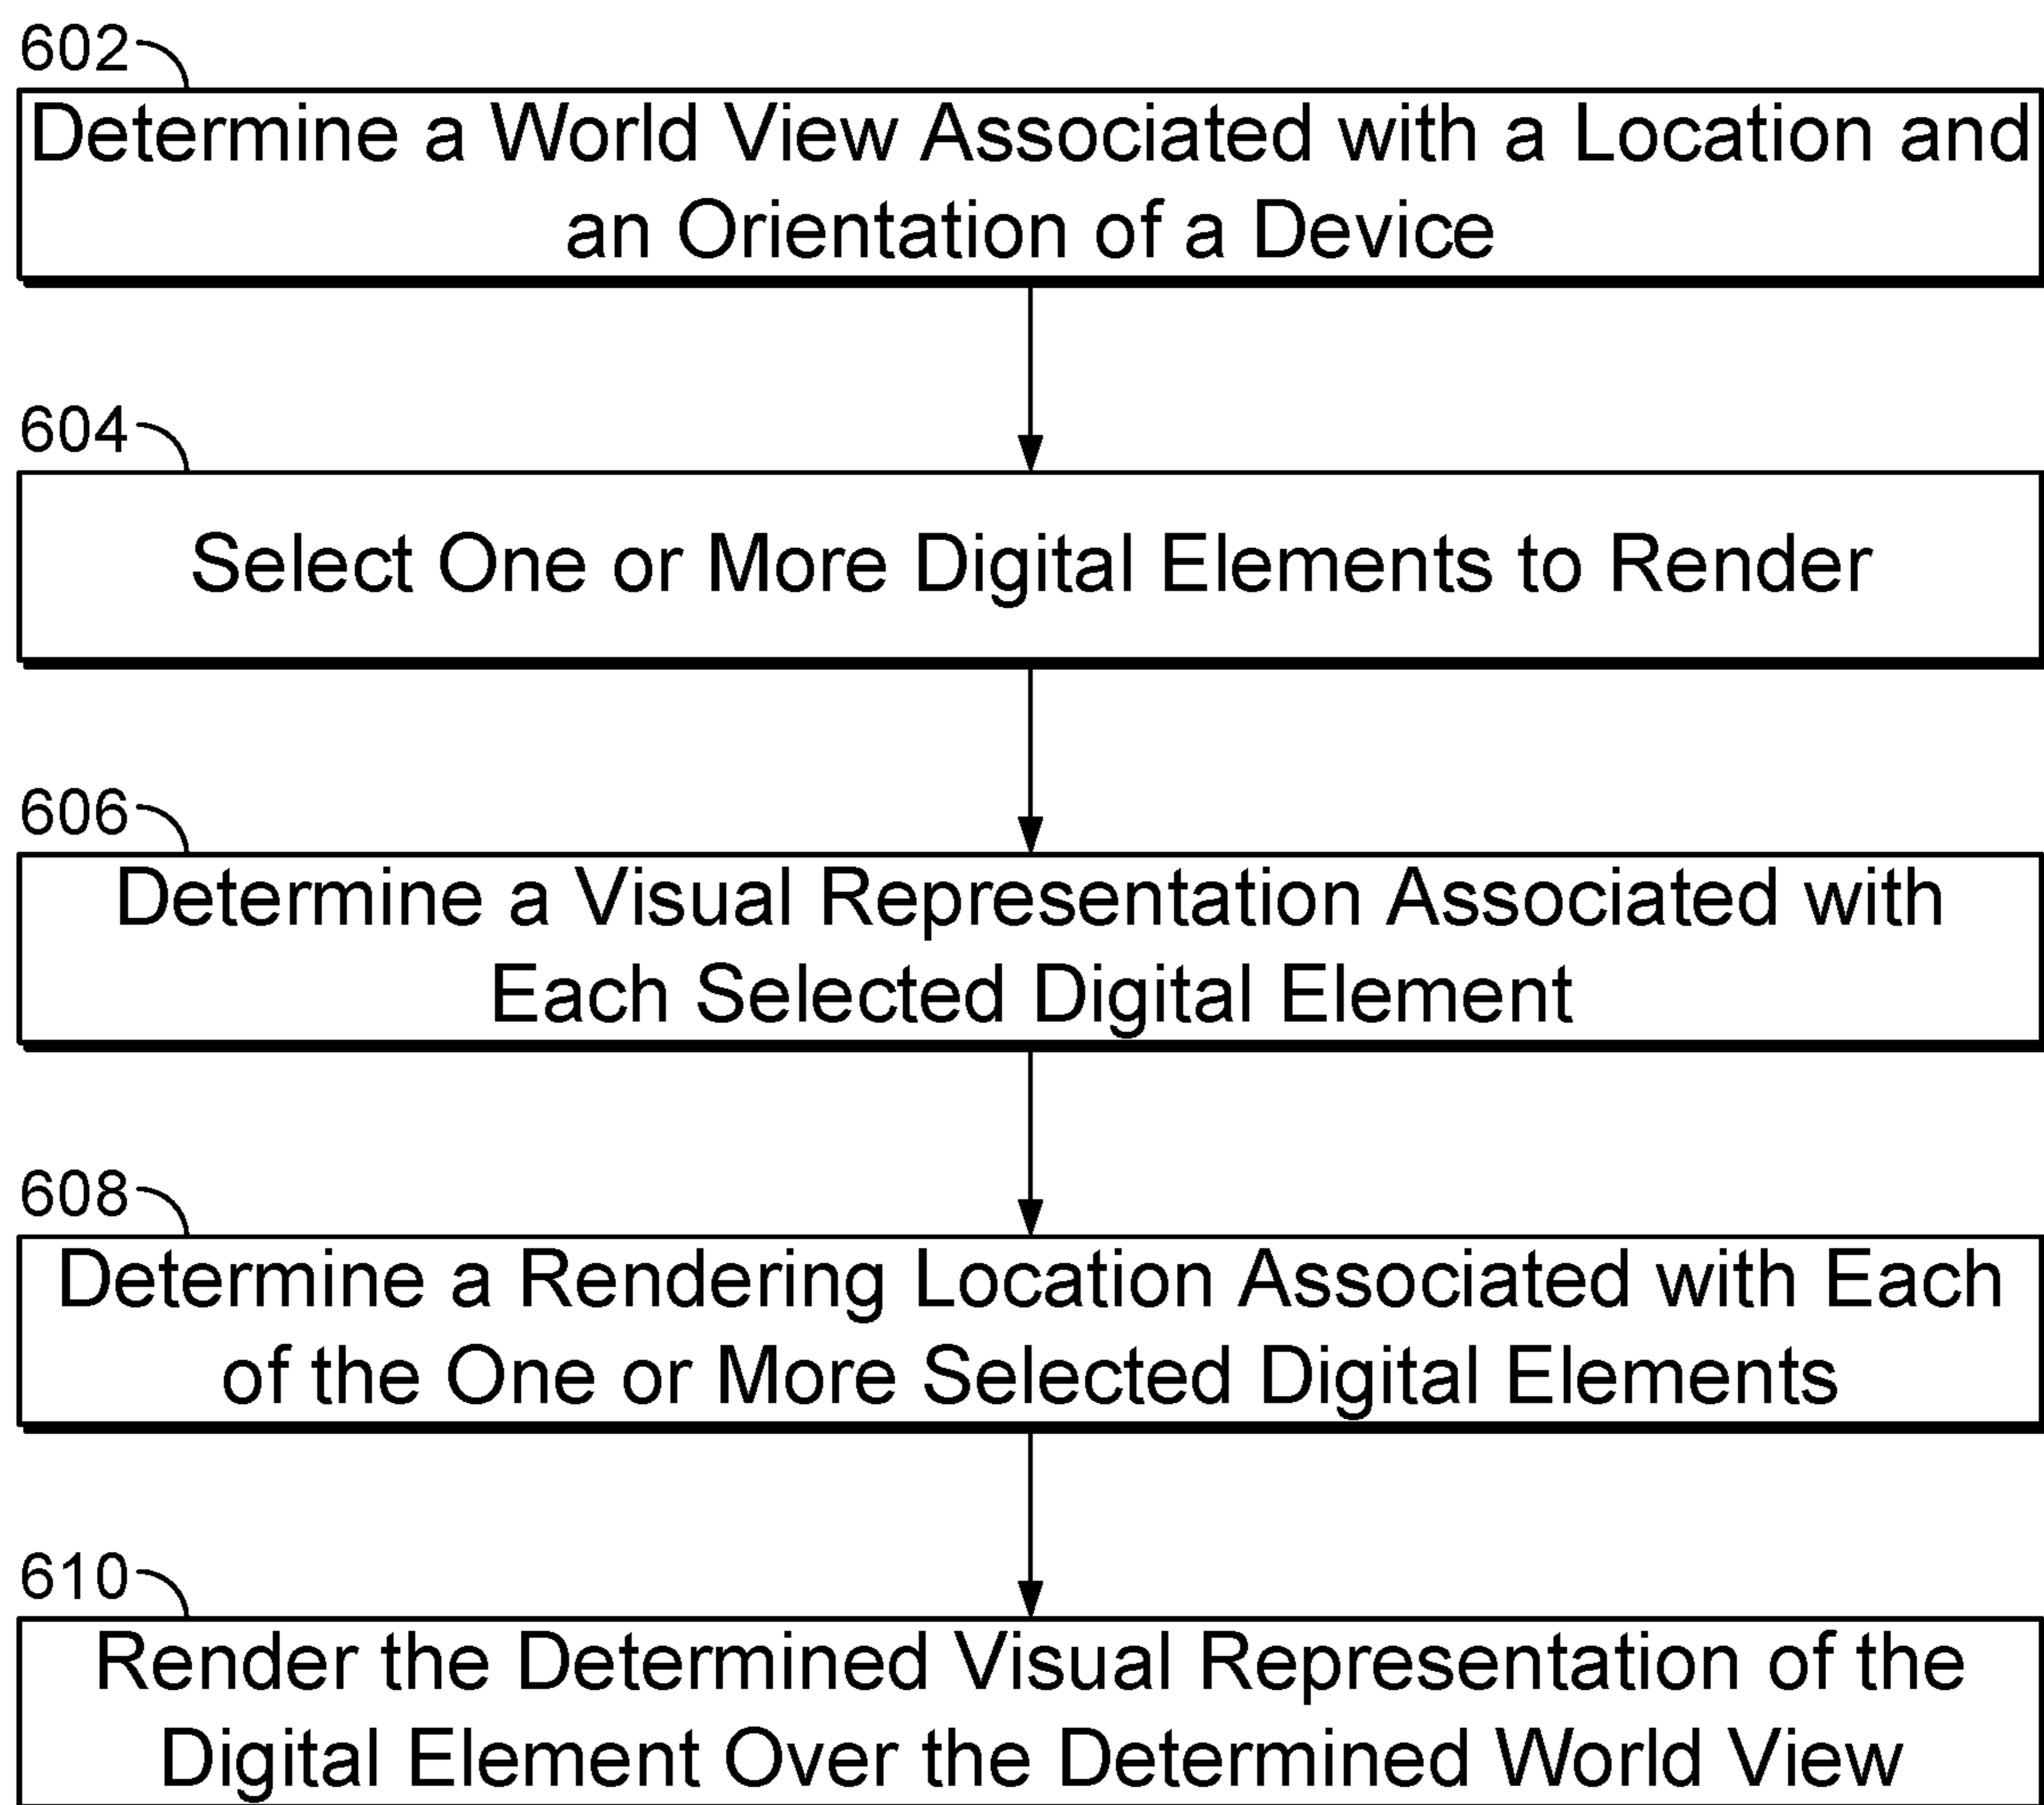 602
Determine a World View Associated with a Location and
an Orientation of a Device
604
Select One or More Digital Elements to Render
606
Determine a Visual Representation Associated with
Each Selected Digital Element
608
Determine a Rendering Location Associated with Each
of the One or More Selected Digital Elements
610
Render the Determined Visual Representation of the
Digital Element Over the Determined World View